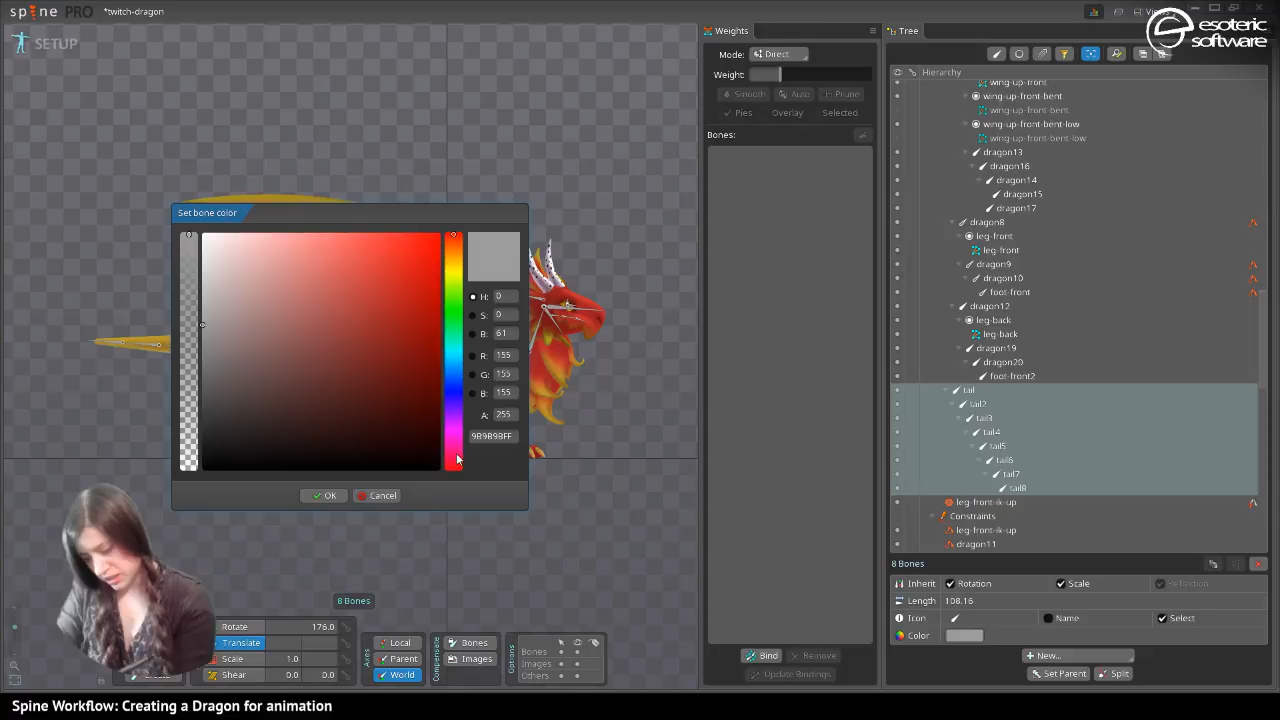 spine PRO
*twitch-dragon
Views
esoteric
software
SETUP
Weights
Tree
Mode: Direct
Weight:
Smooth
Auto
Prune
Pies
Overlay
Selected
Bones:
Hierarchy
wing-up-front
wing-up-front-bent
wing-up-front-bent
wing-up-front-bent-low
wing-up-front-bent-low
dragon13
dragon16
dragon14
dragon15
dragon17
dragon8
leg-front
leg-front
dragon9
dragon10
foot-front
dragon12
leg-back
leg-back
dragon19
dragon20
foot-front2
tail
tail2
tail3
tail4
tail5
tail6
tail7
tail8
leg-front-ik-up
Constraints
leg-front-ik-up
dragon11
Set bone color
H: 0
S: 0
B: 61
R: 155
G: 155
B: 155
A: 255
9B9B9BFF
OK
Cancel
8 Bones
Inherit
Rotation
Scale
Reflection
Length 108.16
Icon
Name
Select
Color
New...
Set Parent
Split
8 Bones
Rotate 176.0
Translate
Scale 1.0
Shear 0.0 0.0
Create
Axes
Local
Parent
World
Compensate
Bones
Images
Options
Bones
Images
Others
Bind
Remove
Update Bindings
Spine Workflow: Creating a Dragon for animation